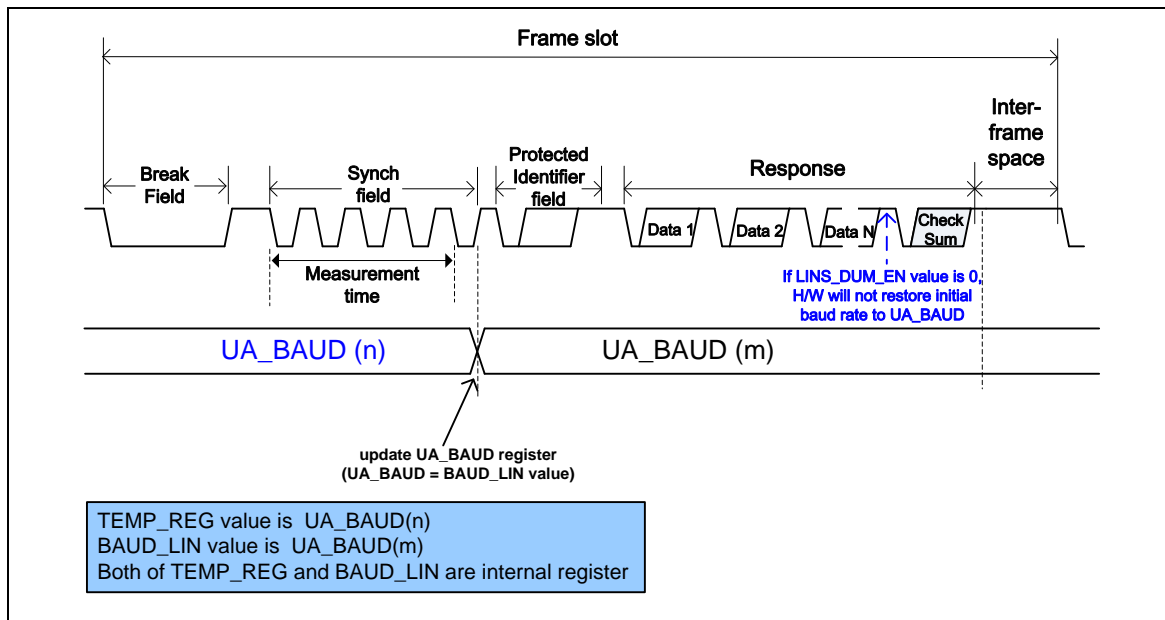 Frame slot
Inter-
frame
space
Break
Field
Synch
field
Protected
Identifier
field
Response
Data 1
Data 2
Data N
Check
Sum
Measurement
time
If LINS_DUM_EN value is 0,
H/W will not restore initial
baud rate to UA_BAUD
UA_BAUD (n)
UA_BAUD (m)
update UA_BAUD register
(UA_BAUD = BAUD_LIN value)
TEMP_REG value is UA_BAUD(n)
BAUD_LIN value is UA_BAUD(m)
Both of TEMP_REG and BAUD_LIN are internal register